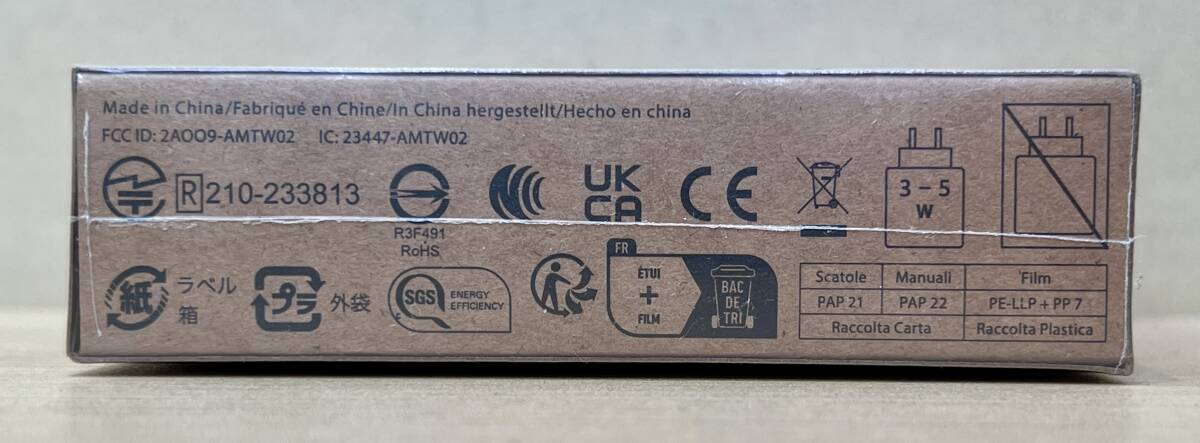 Made in China/Fabriqué en Chine/In China hergestellt/Hecho en china
FCC ID: 2AOO9-AMTW02 IC: 23447-AMTW02
R 210-233813
R3F491
RoHS
UK
CA
CE
3 – 5
W
紙
ラベル
箱
プラ
外袋
SGS
ENERGY
EFFICIENCY
FR
ÉTUI
+
FILM
BAC
DE
TRI
Scatole Manuali Film
PAP 21 PAP 22 PE-LLP + PP 7
Raccolta Carta Raccolta Plastica